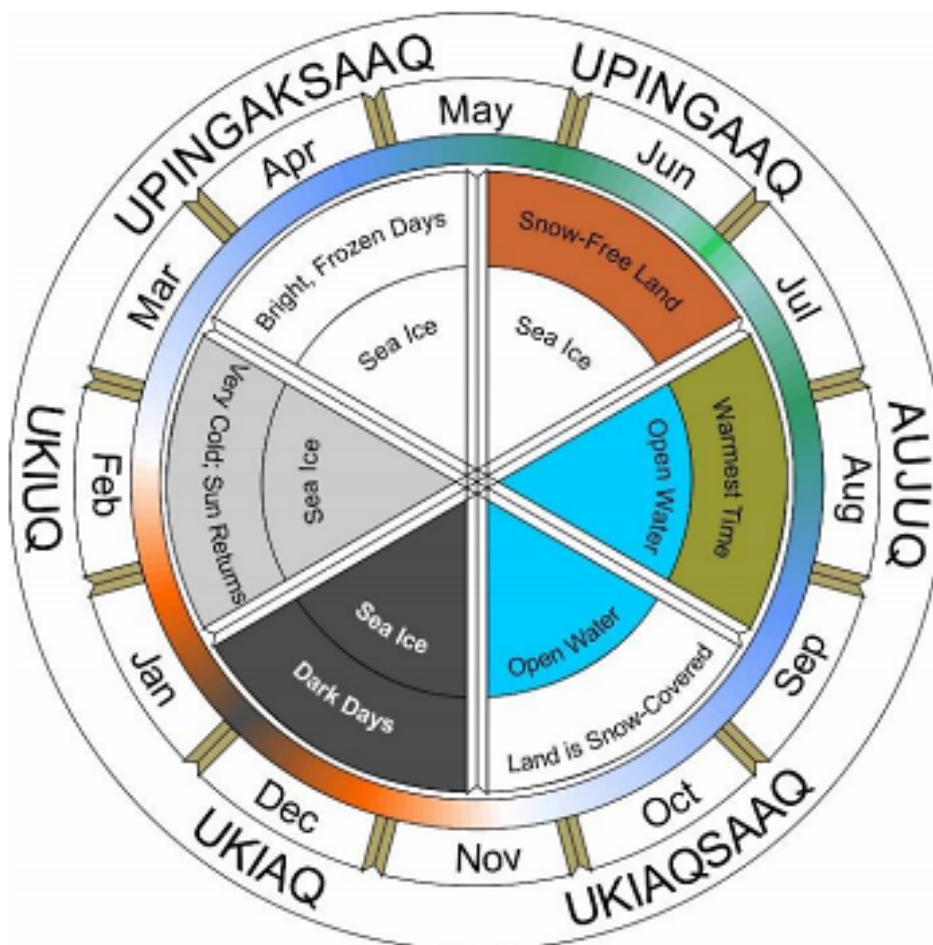 UPINGAKSAAQ
UPINGAAQ
AUJUQ
UKIAQSAAQ
UKIAQ
UKIUQ
May
Jun
Jul
Aug
Sep
Oct
Nov
Dec
Jan
Feb
Mar
Apr
Snow-Free Land
Sea Ice
Warmest Time
Open Water
Land is Snow-Covered
Open Water
Dark Days
Sea Ice
Very Cold; Sun Returns
Sea Ice
Bright, Frozen Days
Sea Ice